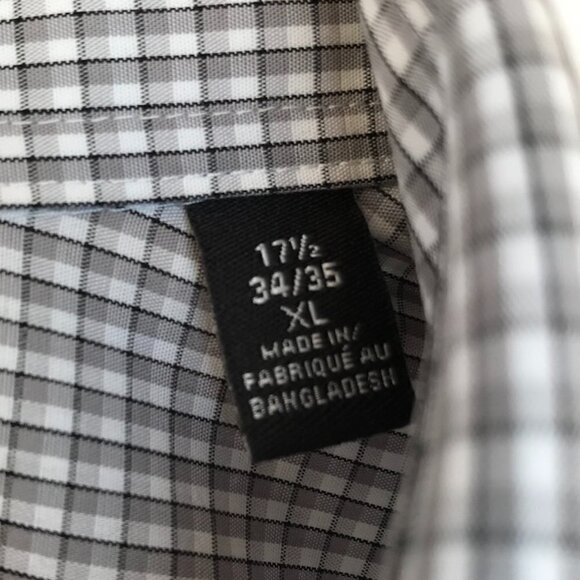 17½
34/35
XL
MADE IN/
FABRIQUÉ AU
BANGLADESH